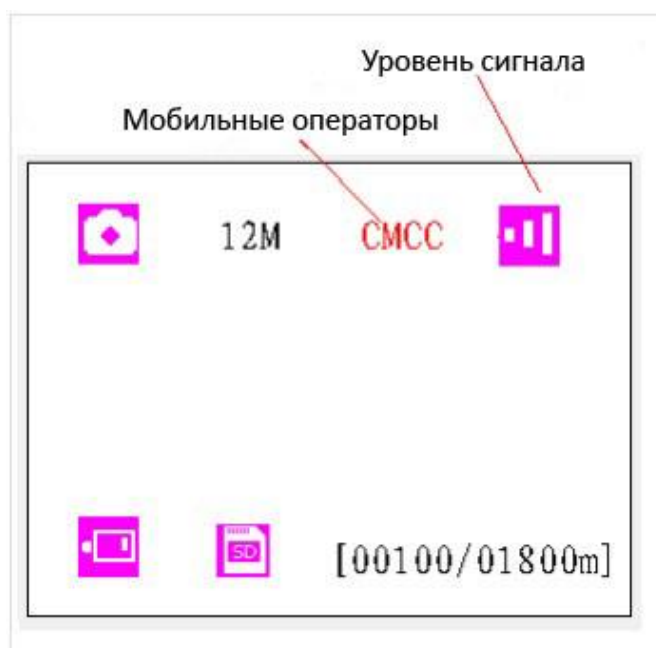 Уровень сигнала
Мобильные операторы
12M CMCC
SD [00100/01800m]